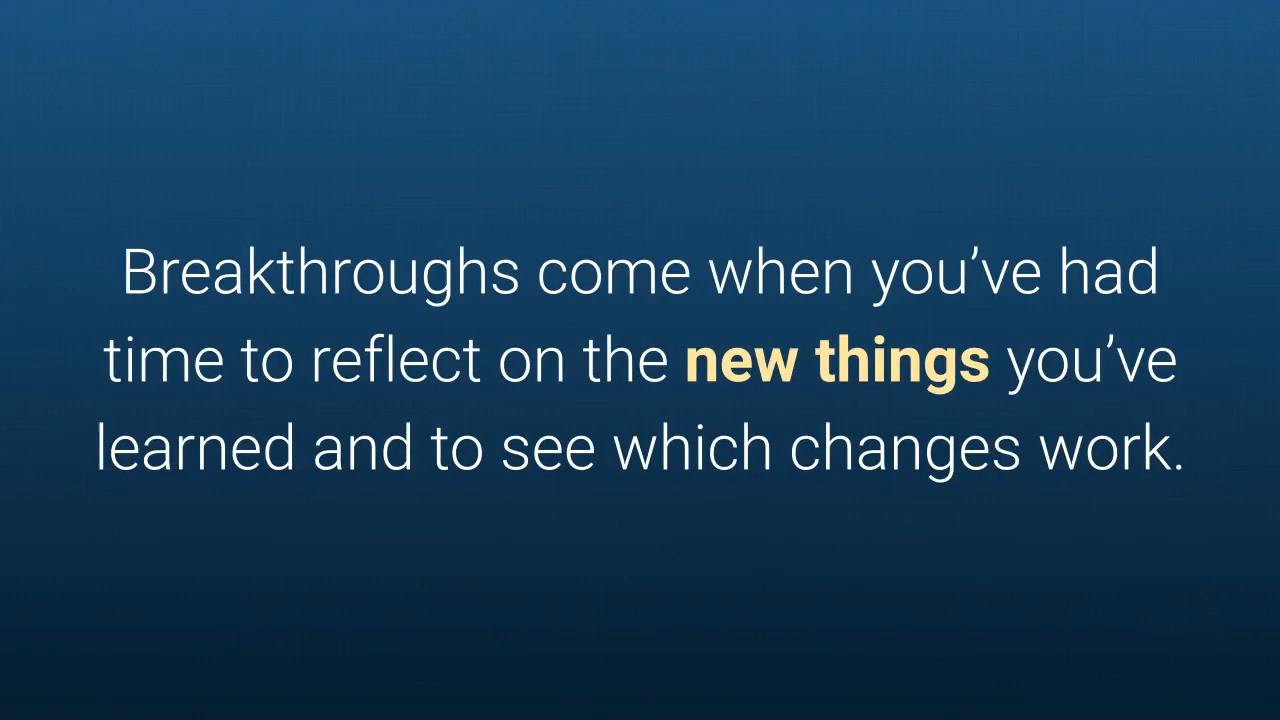 Breakthroughs come when you’ve had
time to reflect on the new things you’ve
learned and to see which changes work.